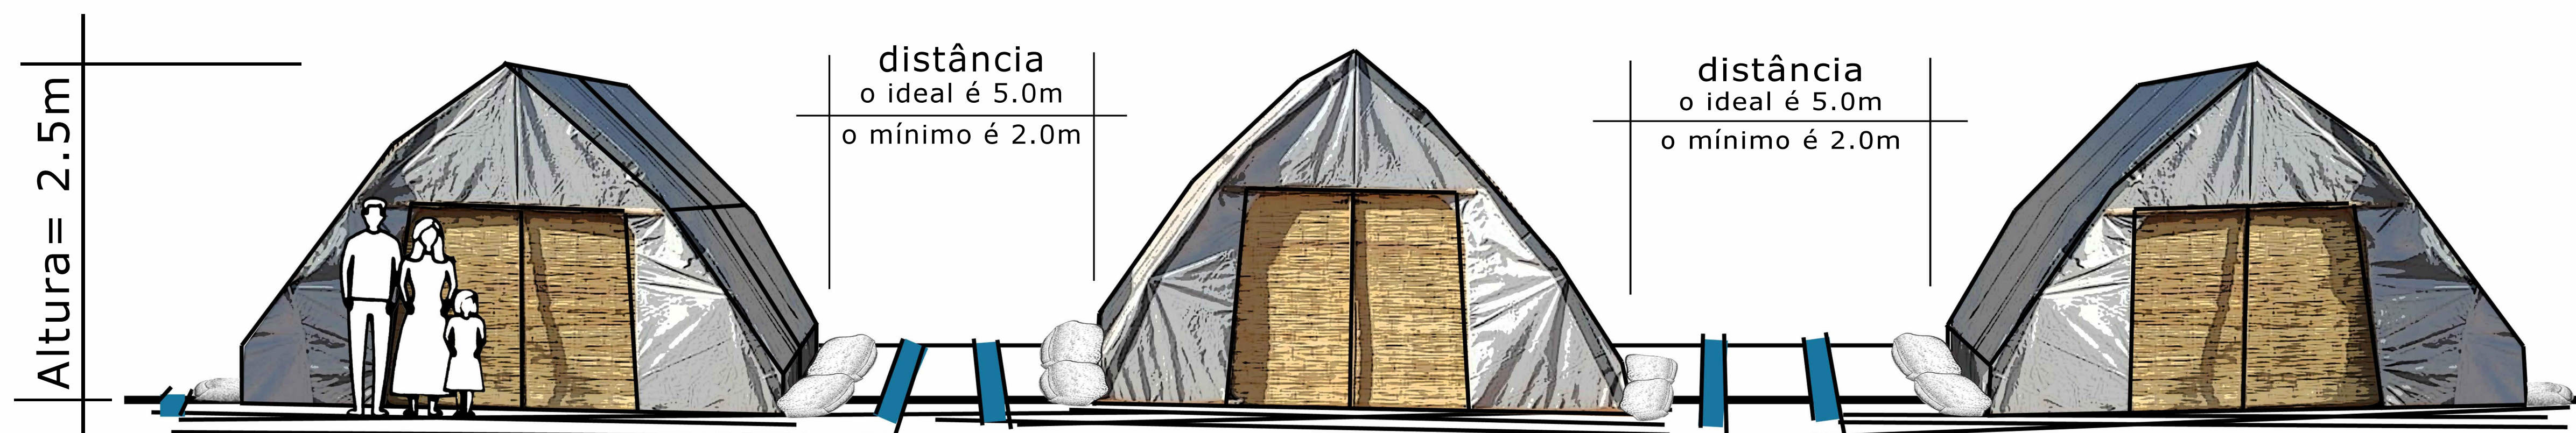 Altura= 2.5m
distância
o ideal é 5.0m
o mínimo é 2.0m
distância
o ideal é 5.0m
o mínimo é 2.0m